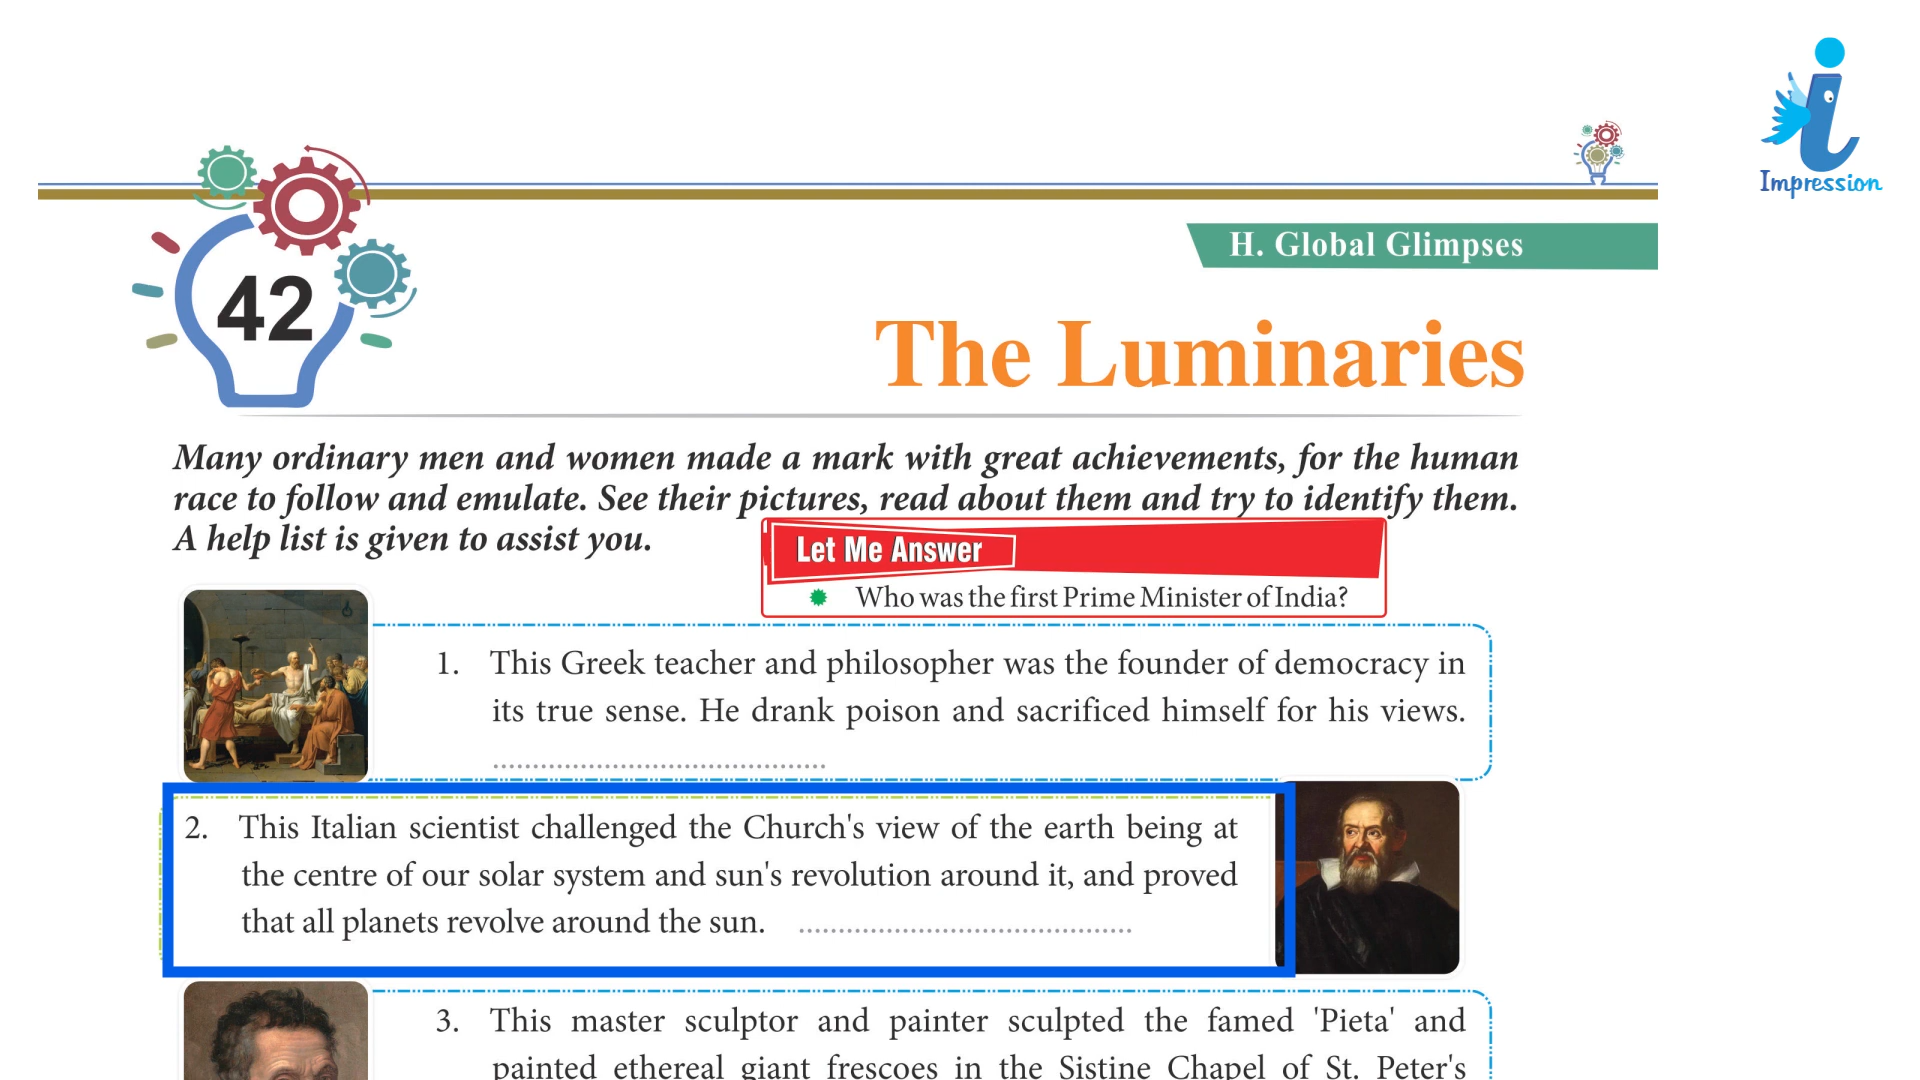 Impression
H. Global Glimpses
42
The Luminaries
Many ordinary men and women made a mark with great achievements, for the human
race to follow and emulate. See their pictures, read about them and try to identify them.
A help list is given to assist you.
Let Me Answer
Who was the first Prime Minister of India?
1. This Greek teacher and philosopher was the founder of democracy in
its true sense. He drank poison and sacrificed himself for his views.
..........................................
2. This Italian scientist challenged the Church's view of the earth being at
the centre of our solar system and sun's revolution around it, and proved
that all planets revolve around the sun. ..........................................
3. This master sculptor and painter sculpted the famed 'Pieta' and
painted ethereal giant frescoes in the Sistine Chapel of St. Peter's